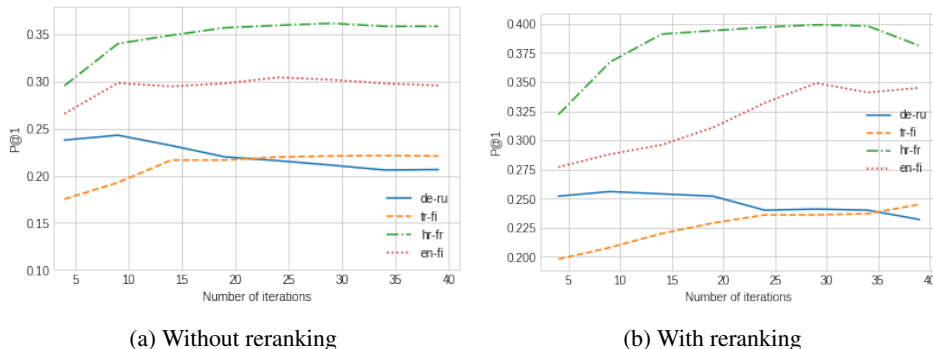 0.35
0.30
0.25
0.20
0.15
0.10
P@1
5 10 15 20 25 30 35 40
Number of iterations
de-ru
tr-fi
hr-fr
en-fi
(a) Without reranking
0.400
0.375
0.350
0.325
0.300
0.275
0.250
0.225
0.200
P@1
5 10 15 20 25 30 35 40
Number of iterations
de-ru
tr-fi
hr-fr
en-fi
(b) With reranking